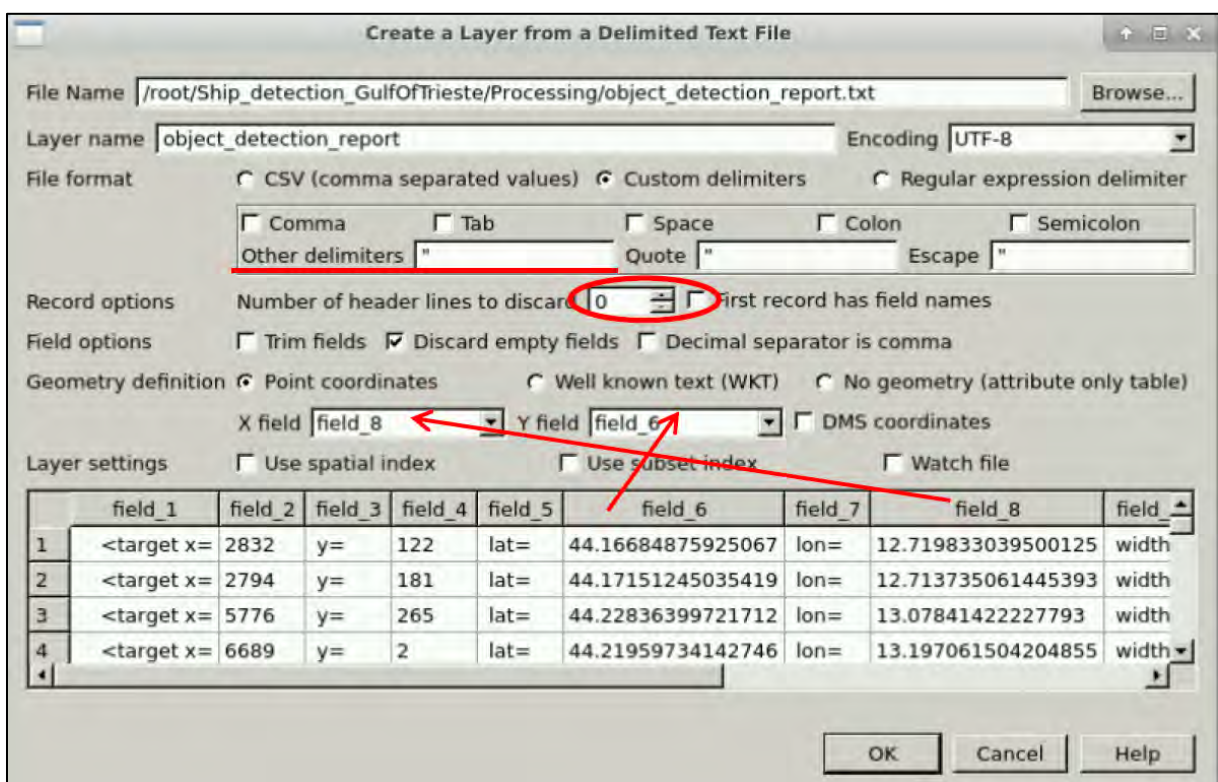 Create a Layer from a Delimited Text File
File Name /root/Ship_detection_GulfOfTrieste/Processing/object_detection_report.txt Browse...
Layer name object_detection_report Encoding UTF-8
File format CSV (comma separated values) Custom delimiters Regular expression delimiter
Comma Tab Space Colon Semicolon
Other delimiters " Quote " Escape "
Record options Number of header lines to discard 0 First record has field names
Field options Trim fields Discard empty fields Decimal separator is comma
Geometry definition Point coordinates Well known text (WKT) No geometry (attribute only table)
X field field_8 Y field field_6 DMS coordinates
Layer settings Use spatial index Use subset index Watch file
field_1 field_2 field_3 field_4 field_5 field_6 field_7 field_8 field_
1 <target x= 2832 y= 122 lat= 44.16684875925067 lon= 12.719833039500125 width
2 <target x= 2794 y= 181 lat= 44.17151245035419 lon= 12.713735061445393 width
3 <target x= 5776 y= 265 lat= 44.22836399721712 lon= 13.07841422227793 width
4 <target x= 6689 y= 2 lat= 44.21959734142746 lon= 13.197061504204855 width
OK Cancel Help